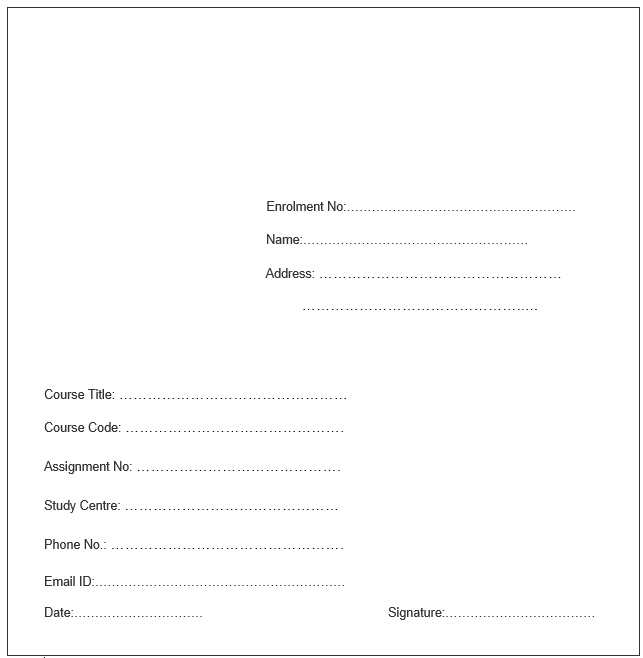 Enrolment No:......................................................
Name:......................................................
Address: ……………………………………………
…………………………………………..
Course Title: …………………………………………
Course Code: ……………………………………….
Assignment No: …………………………………….
Study Centre: ………………………………………
Phone No.: ………………………………………….
Email ID:............................................................
Date:............................... Signature:....................................